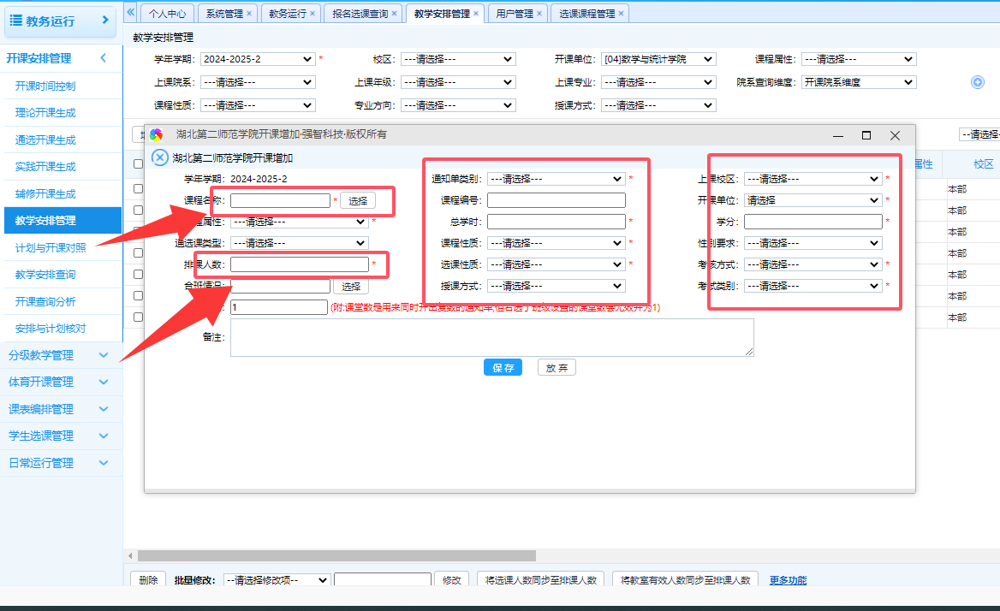 教务运行
个人中心 系统管理 × 教务运行 × 报名选课查询 × 教学安排管理 × 用户管理 × 选课课程管理 ×
教学安排管理
学年学期: 2024-2025-2 * 校区: ---请选择--- 开课单位: [04]数学与统计学院 课程属性: ---请选择---
上课院系: ---请选择--- 上课年级: ---请选择--- 上课专业: ---请选择--- 院系查询维度: 开课院系维度
课程性质: ---请选择--- 专业方向: ---请选择--- 授课方式: ---请选择---
--请选择
属性 校区
本部
本部
本部
本部
本部
本部
本部
开课安排管理
开课时间控制
理论开课生成
通选开课生成
实践开课生成
辅修开课生成
教学安排管理
计划与开课对照
教学安排查询
开课查询分析
安排与计划核对
分级教学管理
体育开课管理
课表编排管理
学生选课管理
日常运行管理
湖北第二师范学院开课增加·强智科技·版权所有
湖北第二师范学院开课增加
学年学期: 2024-2025-2 通知单类别: ---请选择--- * 上课校区: ---请选择--- *
课程名称: * 选择 课程编号: 开课单位: 请选择 *
程属性: ---请选择--- * 总学时: * 学分: *
通选课类型: ---请选择--- 课程性质: ---请选择--- * 性别要求: ---请选择---
排课人数: * 选课性质: ---请选择--- * 考核方式: ---请选择--- *
合班情况: 选择 授课方式: ---请选择--- 考试类别: ---请选择--- *
: 1 (附:课堂数是用来同时开出复数的通知单,但若选了班级设置的课堂数会无效并为1)
备注:
保存 放弃
删除 批量修改: --请选择修改项-- 修改 将选课人数同步至排课人数 将教室有效人数同步至排课人数 更多功能